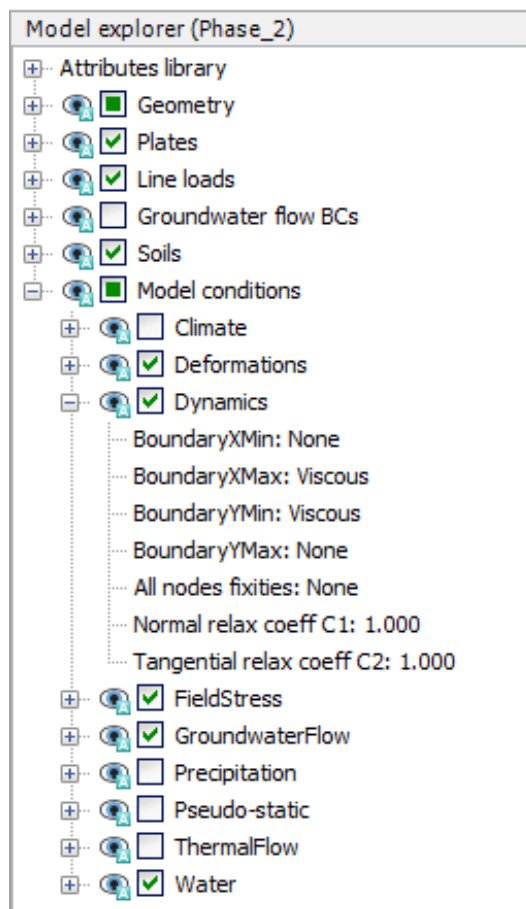 Model explorer (Phase_2)
Attributes library
Geometry
Plates
Line loads
Groundwater flow BCs
Soils
Model conditions
Climate
Deformations
Dynamics
BoundaryXMin: None
BoundaryXMax: Viscous
BoundaryYMin: Viscous
BoundaryYMax: None
All nodes fixities: None
Normal relax coeff C1: 1.000
Tangential relax coeff C2: 1.000
FieldStress
GroundwaterFlow
Precipitation
Pseudo-static
ThermalFlow
Water